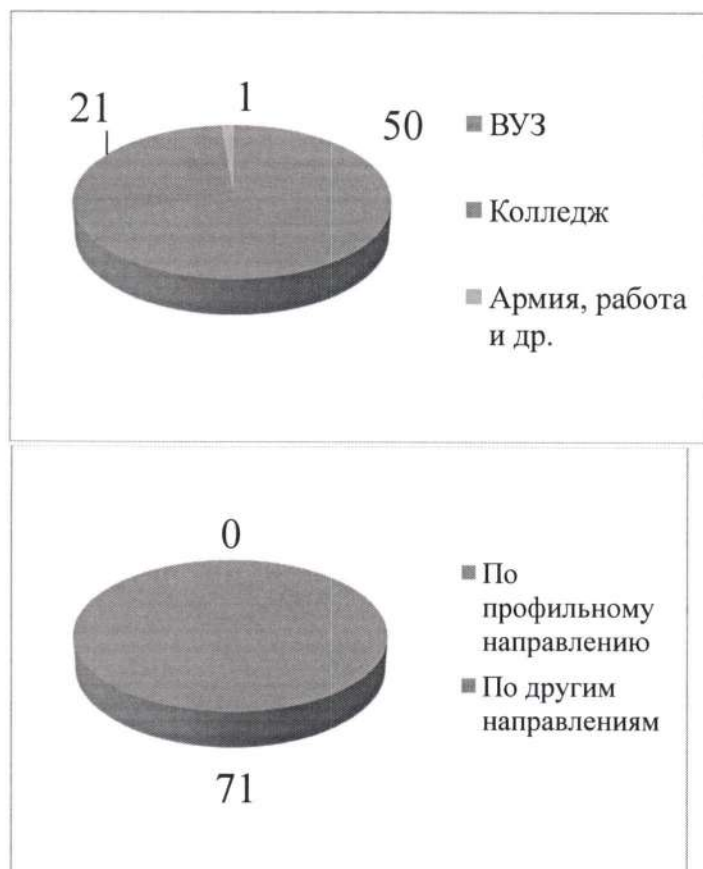 21
1
50
ВУЗ
Колледж
Армия, работа
и др.
0
По
профильному
направлению
По другим
направлениям
71